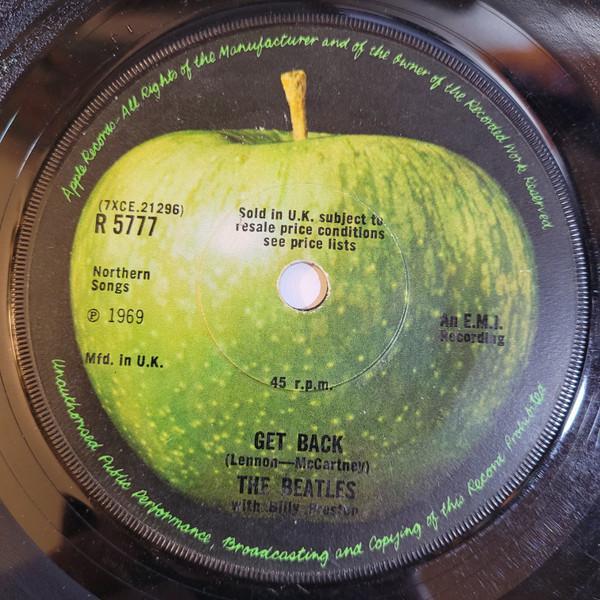 Apple Records-All Rights of the Manufacturer and of the Owner of the Recorded Work Reserved
(7XCE.21296)
R 5777
Sold in U.K. subject to
resale price conditions
see price lists
Northern
Songs
℗ 1969
An E.M.I.
Recording
Mfd. in U.K.
45 r.p.m.
GET BACK
(Lennon—McCartney)
THE BEATLES
with Billy Preston
Unauthorised Public Performance, Broadcasting and Copying of this Record Prohibited